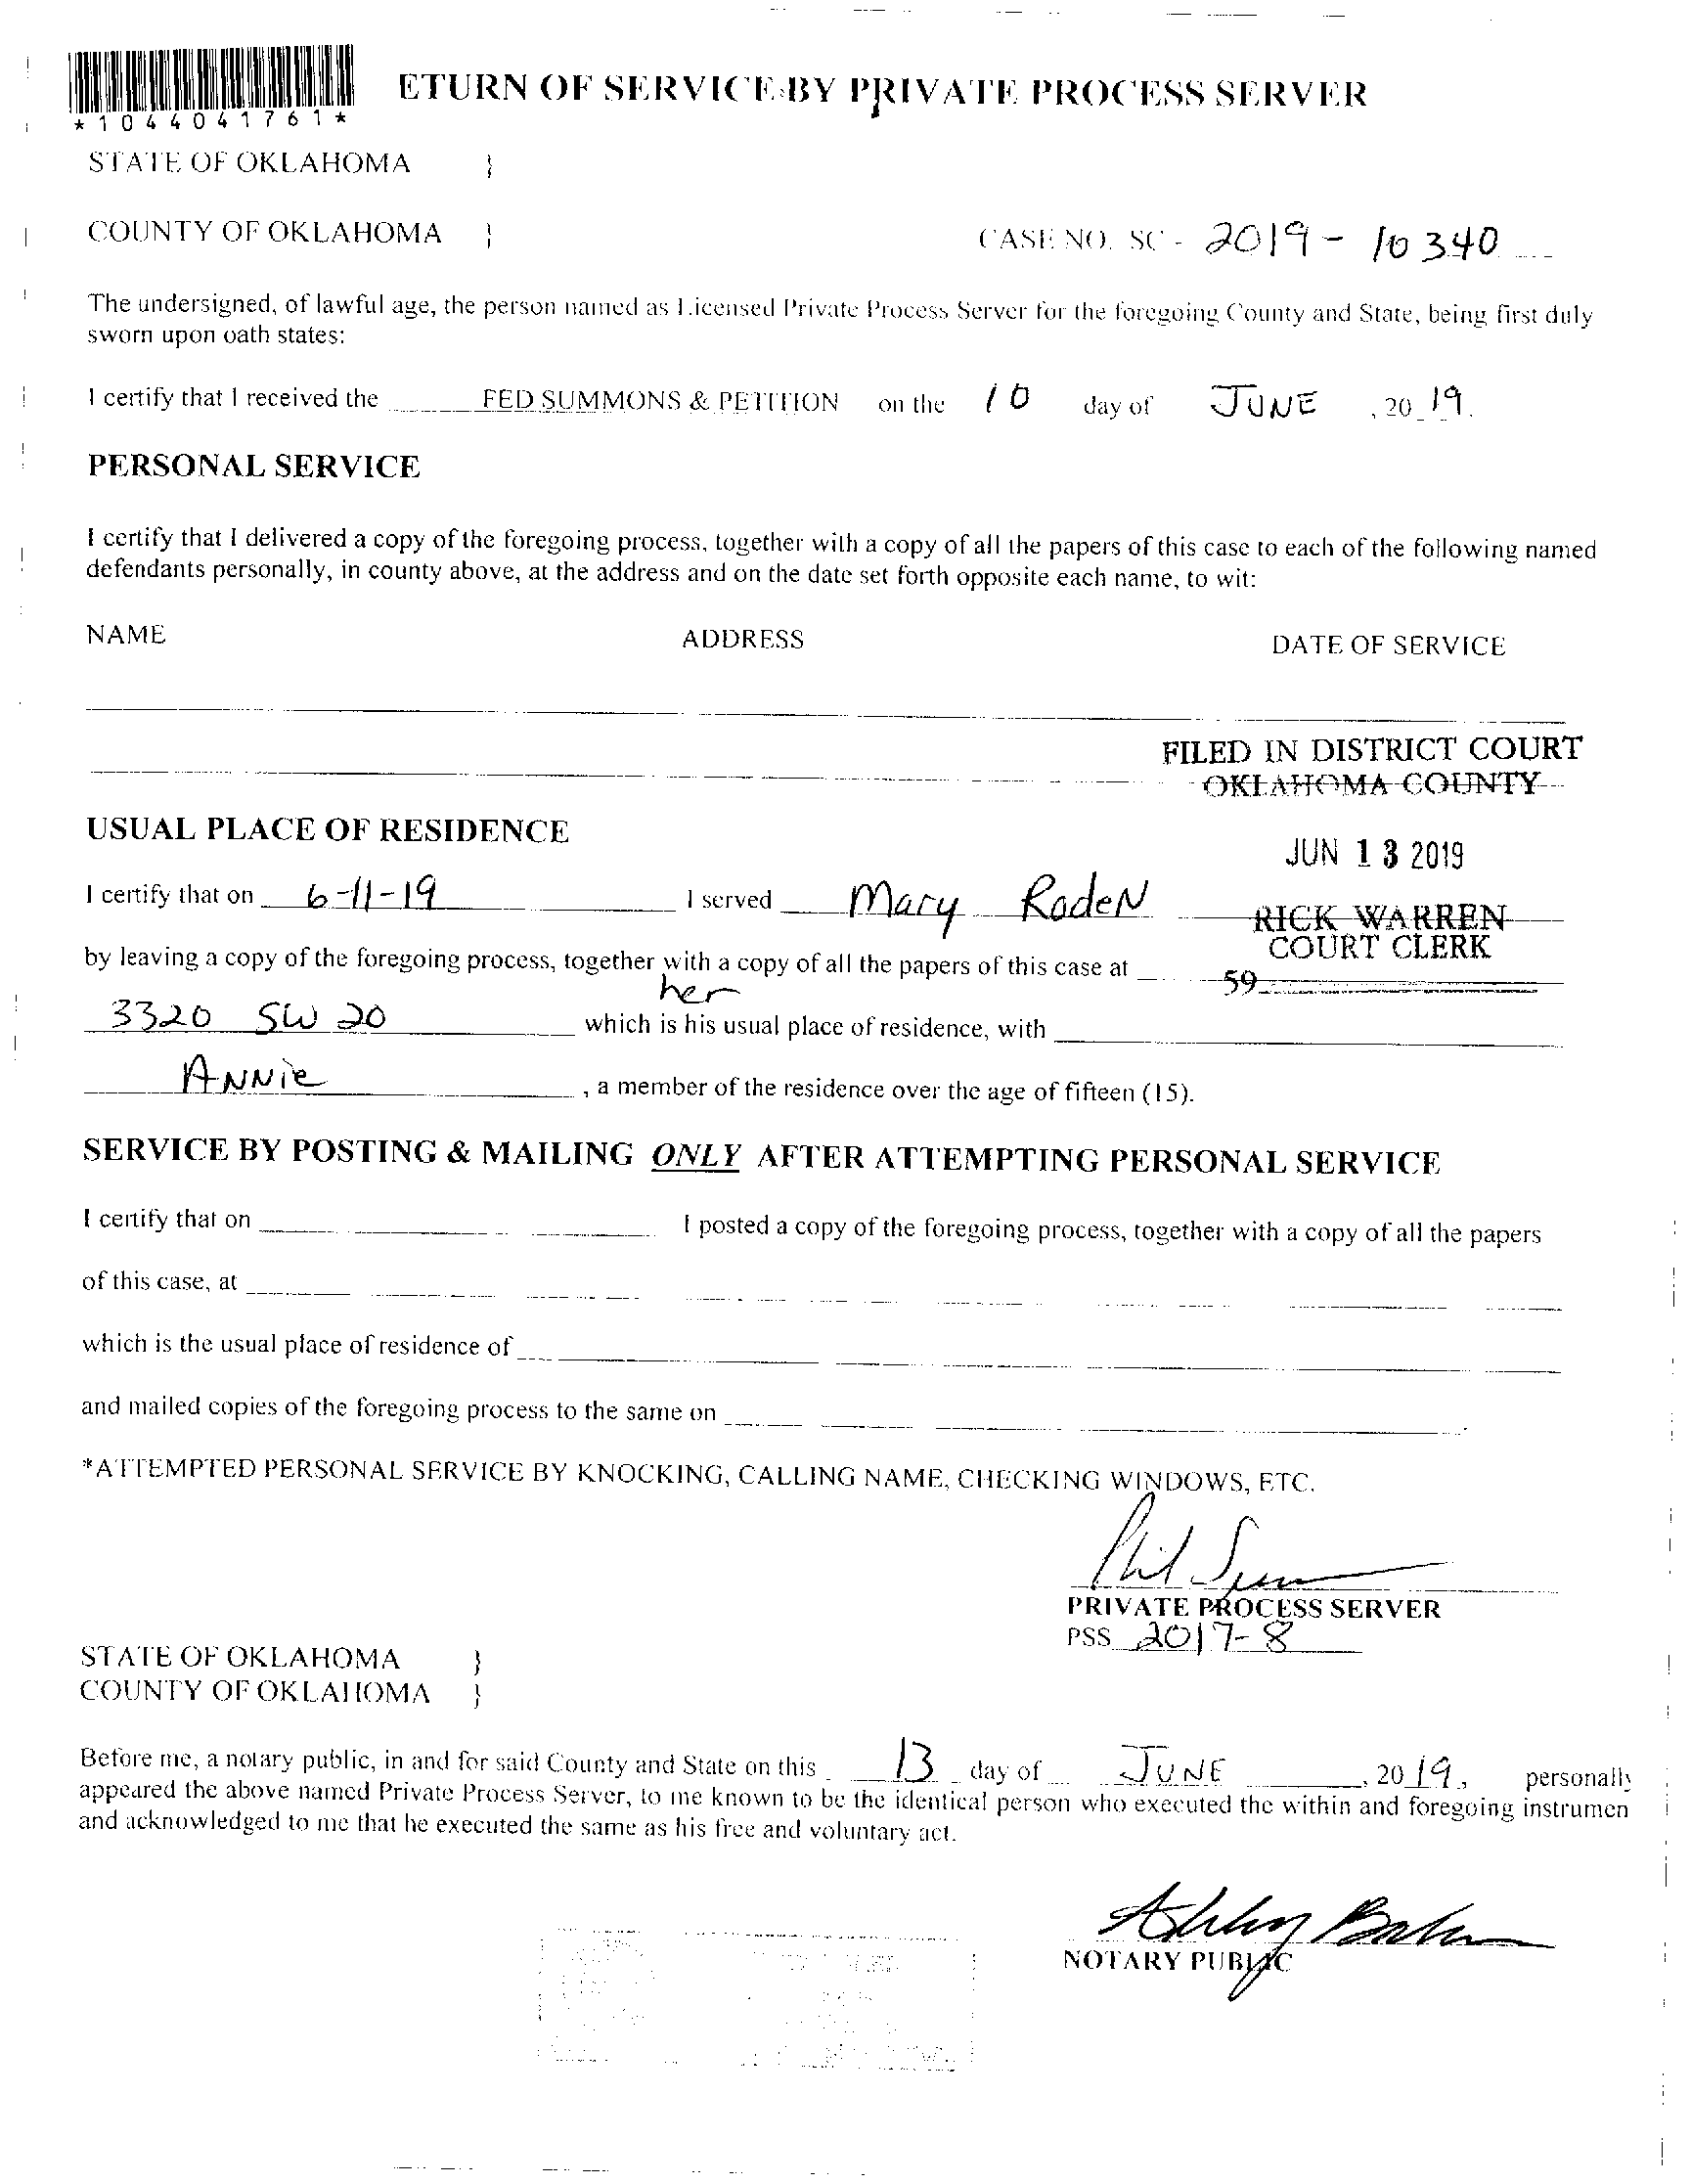 ETURN OF SERVICE BY PRIVATE PROCESS SERVER
*1044041761*
STATE OF OKLAHOMA }
COUNTY OF OKLAHOMA }
CASE NO. SC - 2019 - 10340
The undersigned, of lawful age, the person named as Licensed Private Process Server for the foregoing County and State, being first duly
sworn upon oath states:
I certify that I received the FED SUMMONS & PETITION on the 10 day of JUNE , 20 19.
PERSONAL SERVICE
I certify that I delivered a copy of the foregoing process, together with a copy of all the papers of this case to each of the following named
defendants personally, in county above, at the address and on the date set forth opposite each name, to wit:
NAME ADDRESS DATE OF SERVICE
FILED IN DISTRICT COURT
OKLAHOMA COUNTY
USUAL PLACE OF RESIDENCE
JUN 13 2019
I certify that on 6-11-19 I served Mary RodeN
RICK WARREN
COURT CLERK
by leaving a copy of the foregoing process, together with a copy of all the papers of this case at
59
her
3320 SW 20 which is his usual place of residence, with
ANNie , a member of the residence over the age of fifteen (15).
SERVICE BY POSTING & MAILING ONLY AFTER ATTEMPTING PERSONAL SERVICE
I certify that on I posted a copy of the foregoing process, together with a copy of all the papers
of this case, at
which is the usual place of residence of
and mailed copies of the foregoing process to the same on
*ATTEMPTED PERSONAL SERVICE BY KNOCKING, CALLING NAME, CHECKING WINDOWS, ETC.
Phil
PRIVATE PROCESS SERVER
PSS 2017-8
STATE OF OKLAHOMA }
COUNTY OF OKLAHOMA }
Before me, a notary public, in and for said County and State on this 13 day of JUNE , 20 19, personally
appeared the above named Private Process Server, to me known to be the identical person who executed the within and foregoing instrumen
and acknowledged to me that he executed the same as his free and voluntary act.
NOTARY PUBLIC